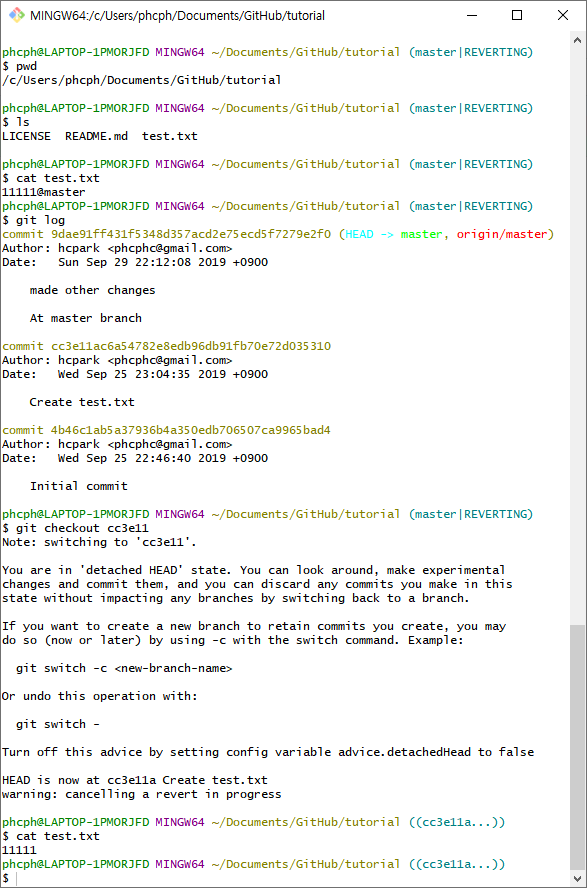 MINGW64:/c/Users/phcph/Documents/GitHub/tutorial
phcph@LAPTOP-1PMORJFD MINGW64 ~/Documents/GitHub/tutorial (master|REVERTING)
$ pwd
/c/Users/phcph/Documents/GitHub/tutorial
phcph@LAPTOP-1PMORJFD MINGW64 ~/Documents/GitHub/tutorial (master|REVERTING)
$ ls
LICENSE  README.md  test.txt
phcph@LAPTOP-1PMORJFD MINGW64 ~/Documents/GitHub/tutorial (master|REVERTING)
$ cat test.txt
11111@master
phcph@LAPTOP-1PMORJFD MINGW64 ~/Documents/GitHub/tutorial (master|REVERTING)
$ git log
commit 9dae91ff431f5348d357acd2e75ecd5f7279e2f0 (HEAD -> master, origin/master)
Author: hcpark <phcphc@gmail.com>
Date:   Sun Sep 29 22:12:08 2019 +0900
made other changes
At master branch
commit cc3e11ac6a54782e8edb96db91fb70e72d035310
Author: hcpark <phcphc@gmail.com>
Date:   Wed Sep 25 23:04:35 2019 +0900
Create test.txt
commit 4b46c1ab5a37936b4a350edb706507ca9965bad4
Author: hcpark <phcphc@gmail.com>
Date:   Wed Sep 25 22:46:40 2019 +0900
Initial commit
phcph@LAPTOP-1PMORJFD MINGW64 ~/Documents/GitHub/tutorial (master|REVERTING)
$ git checkout cc3e11
Note: switching to 'cc3e11'.
You are in 'detached HEAD' state. You can look around, make experimental
changes and commit them, and you can discard any commits you make in this
state without impacting any branches by switching back to a branch.
If you want to create a new branch to retain commits you create, you may
do so (now or later) by using -c with the switch command. Example:
git switch -c <new-branch-name>
Or undo this operation with:
git switch -
Turn off this advice by setting config variable advice.detachedHead to false
HEAD is now at cc3e11a Create test.txt
warning: cancelling a revert in progress
phcph@LAPTOP-1PMORJFD MINGW64 ~/Documents/GitHub/tutorial ((cc3e11a...))
$ cat test.txt
11111
phcph@LAPTOP-1PMORJFD MINGW64 ~/Documents/GitHub/tutorial ((cc3e11a...))
$